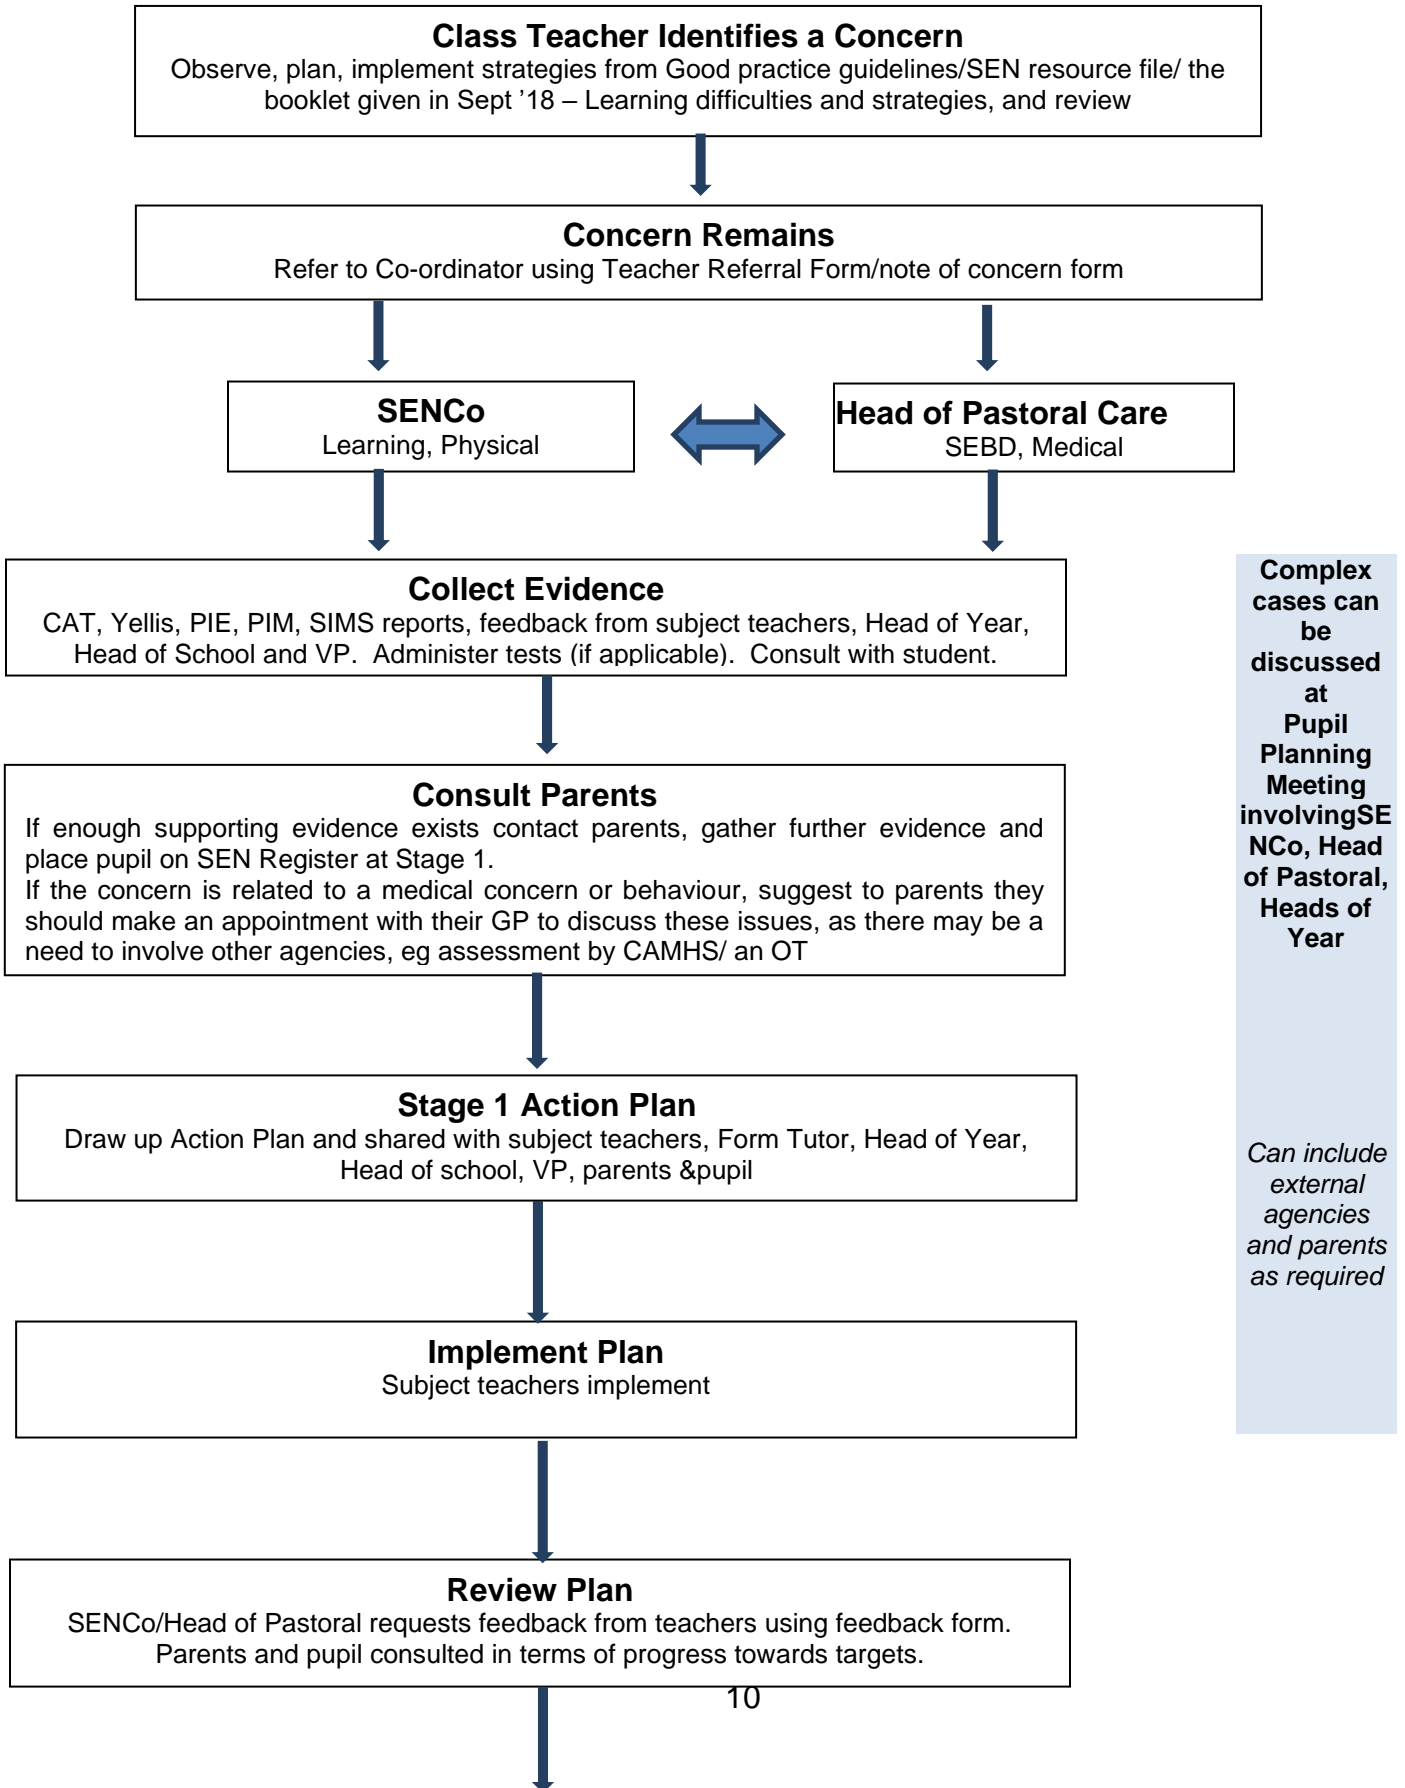 Class Teacher Identifies a Concern
Observe, plan, implement strategies from Good practice guidelines/SEN resource file/ the
booklet given in Sept ’18 – Learning difficulties and strategies, and review
Concern Remains
Refer to Co-ordinator using Teacher Referral Form/note of concern form
SENCo
Learning, Physical
Head of Pastoral Care
SEBD, Medical
Collect Evidence
CAT, Yellis, PIE, PIM, SIMS reports, feedback from subject teachers, Head of Year,
Head of School and VP.  Administer tests (if applicable).  Consult with student.
Consult Parents
If enough supporting evidence exists contact parents, gather further evidence and
place pupil on SEN Register at Stage 1.
If the concern is related to a medical concern or behaviour, suggest to parents they
should make an appointment with their GP to discuss these issues, as there may be a
need to involve other agencies, eg assessment by CAMHS/ an OT
Stage 1 Action Plan
Draw up Action Plan and shared with subject teachers, Form Tutor, Head of Year,
Head of school, VP, parents &pupil
Implement Plan
Subject teachers implement
Review Plan
SENCo/Head of Pastoral requests feedback from teachers using feedback form.
Parents and pupil consulted in terms of progress towards targets.
Complex
cases can
be
discussed
at
Pupil
Planning
Meeting
involvingSE
NCo, Head
of Pastoral,
Heads of
Year
Can include
external
agencies
and parents
as required
10